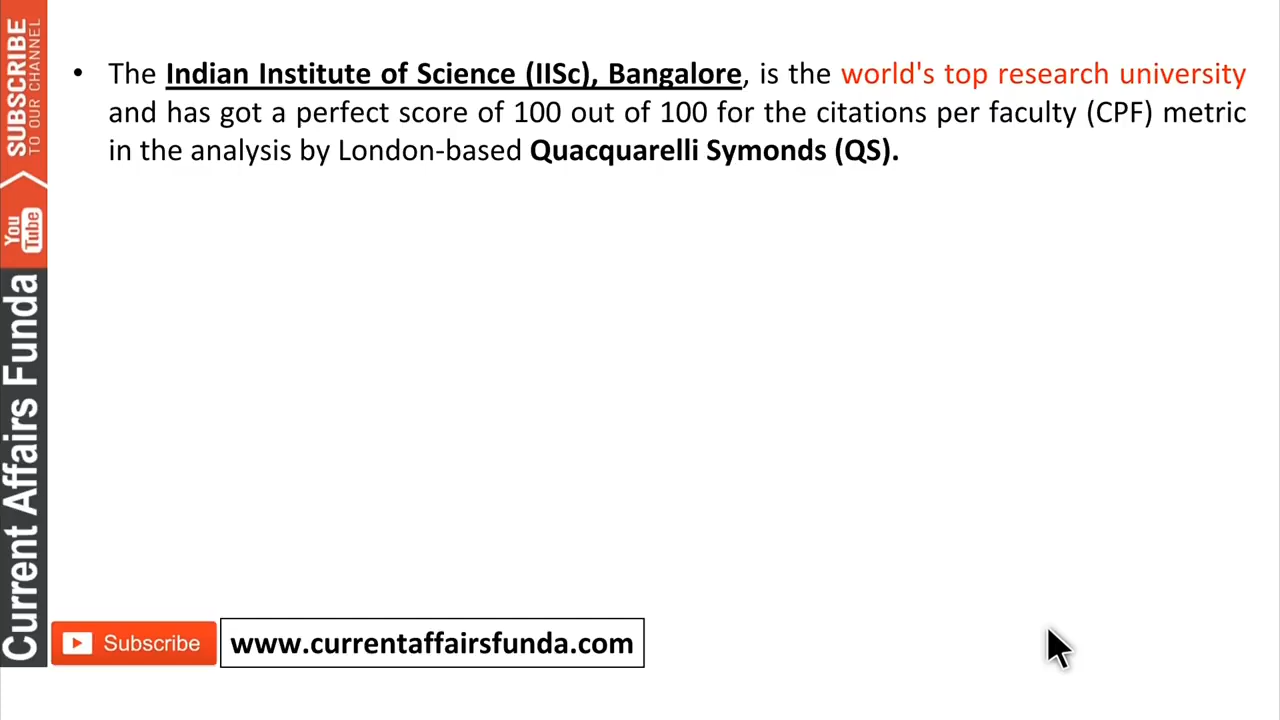 • The Indian Institute of Science (IISc), Bangalore, is the world's top research university
and has got a perfect score of 100 out of 100 for the citations per faculty (CPF) metric
in the analysis by London-based Quacquarelli Symonds (QS).
SUBSCRIBE
TO OUR CHANNEL
You Tube
Current Affairs Funda
Subscribe
www.currentaffairsfunda.com